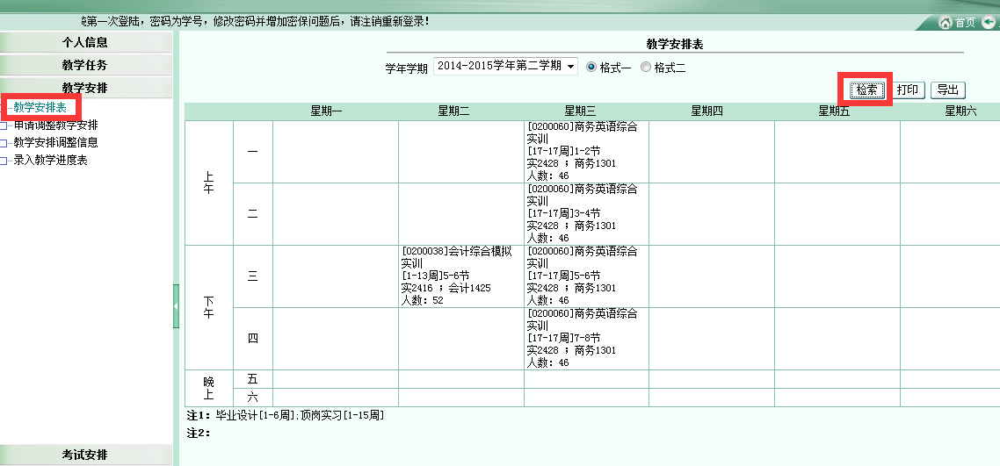 统第一次登陆，密码为学号，修改密码并增加密保问题后，请注销重新登录！
首页
个人信息
教学任务
教学安排
教学安排表
申请调整教学安排
教学安排调整信息
录入教学进度表
考试安排
教学安排表
学年学期 2014-2015学年第二学期 格式一 格式二
检索 打印 导出
星期一 星期二 星期三 星期四 星期五 星期六
上午
一
[0200060]商务英语综合
实训
[17-17周]1-2节
实2428 ；商务1301
人数: 46
二
[0200060]商务英语综合
实训
[17-17周]3-4节
实2428 ；商务1301
人数: 46
下午
三
[0200038]会计综合模拟
实训
[1-13周]5-6节
实2416 ；会计1425
人数: 52
[0200060]商务英语综合
实训
[17-17周]5-6节
实2428 ；商务1301
人数: 46
四
[0200060]商务英语综合
实训
[17-17周]7-8节
实2428 ；商务1301
人数: 46
晚上
五
六
注1: 毕业设计[1-6周];顶岗实习[1-15周]
注2: